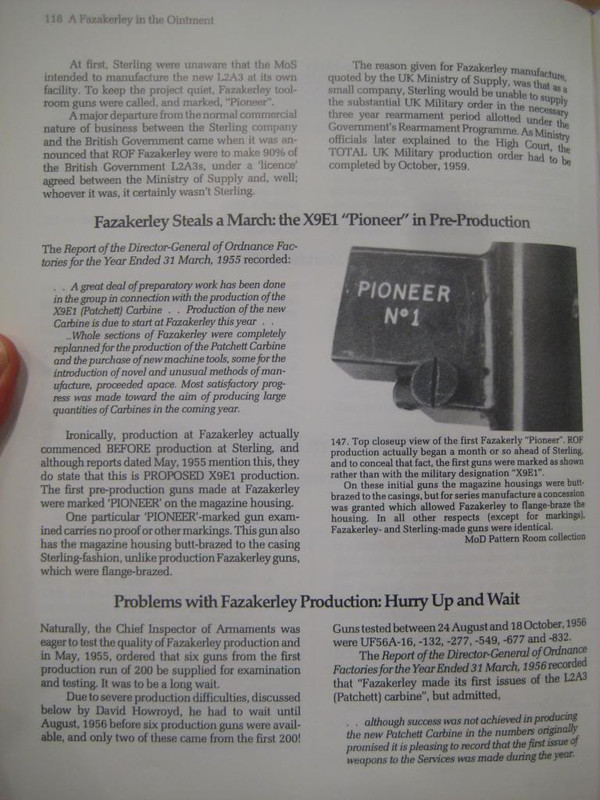 118 A Fazakerley in the Ointment
At first, Sterling were unaware that the MoS
intended to manufacture the new L2A3 at its own
facility. To keep the project quiet, Fazakerley tool-
room guns were called, and marked, "Pioneer".
A major departure from the normal commercial
nature of business between the Sterling company
and the British Government came when it was an-
nounced that ROF Fazakerley were to make 90% of
the British Government L2A3s, under a 'licence'
agreed between the Ministry of Supply and, well;
whoever it was, it certainly wasn't Sterling.
The reason given for Fazakerley manufacture,
quoted by the UK Ministry of Supply, was that as a
small company, Sterling would be unable to supply
the substantial UK Military order in the necessary
three year rearmament period allotted under the
Government's Rearmament Programme. As Ministry
officials later explained to the High Court, the
TOTAL UK Military production order had to be
completed by October, 1959.
Fazakerley Steals a March: the X9E1 "Pioneer" in Pre-Production
The Report of the Director-General of Ordnance Fac-
tories for the Year Ended 31 March, 1955 recorded:
. . A great deal of preparatory work has been done
in the group in connection with the production of the
X9E1 (Patchett) Carbine . . Production of the new
Carbine is due to start at Fazakerley this year . .
..Whole sections of Fazakerley were completely
replanned for the production of the Patchett Carbine
and the purchase of new machine tools, some for the
introduction of novel and unusual methods of man-
ufacture, proceeded apace. Most satisfactory prog-
ress was made toward the aim of producing large
quantities of Carbines in the coming year.
Ironically, production at Fazakerley actually
commenced BEFORE production at Sterling, and
although reports dated May, 1955 mention this, they
do state that this is PROPOSED X9E1 production.
The first pre-production guns made at Fazakerley
were marked 'PIONEER' on the magazine housing.
One particular 'PIONEER'-marked gun exam-
ined carries no proof or other markings. This gun also
has the magazine housing butt-brazed to the casing
Sterling-fashion, unlike production Fazakerley guns,
which were flange-brazed.
PIONEER
Nº1
147. Top closeup view of the first Fazakerly "Pioneer". ROF
production actually began a month or so ahead of Sterling,
and to conceal that fact, the first guns were marked as shown
rather than with the military designation "X9E1".
On these initial guns the magazine housings were butt-
brazed to the casings, but for series manufacture a concession
was granted which allowed Fazakerley to flange-braze the
housing. In all other respects (except for markings),
Fazakerley- and Sterling-made guns were identical.
MoD Pattern Room collection
Problems with Fazakerley Production: Hurry Up and Wait
Naturally, the Chief Inspector of Armaments was
eager to test the quality of Fazakerley production and
in May, 1955, ordered that six guns from the first
production run of 200 be supplied for examination
and testing. It was to be a long wait.
Due to severe production difficulties, discussed
below by David Howroyd, he had to wait until
August, 1956 before six production guns were avail-
able, and only two of these came from the first 200!
Guns tested between 24 August and 18 October, 1956
were UF56A-16, -132, -277, -549, -677 and -832.
The Report of the Director-General of Ordnance
Factories for the Year Ended 31 March, 1956 recorded
that "Fazakerley made its first issues of the L2A3
(Patchett) carbine", but admitted,
. . although success was not achieved in producing
the new Patchett Carbine in the numbers originally
promised it is pleasing to record that the first issue of
weapons to the Services was made during the year.